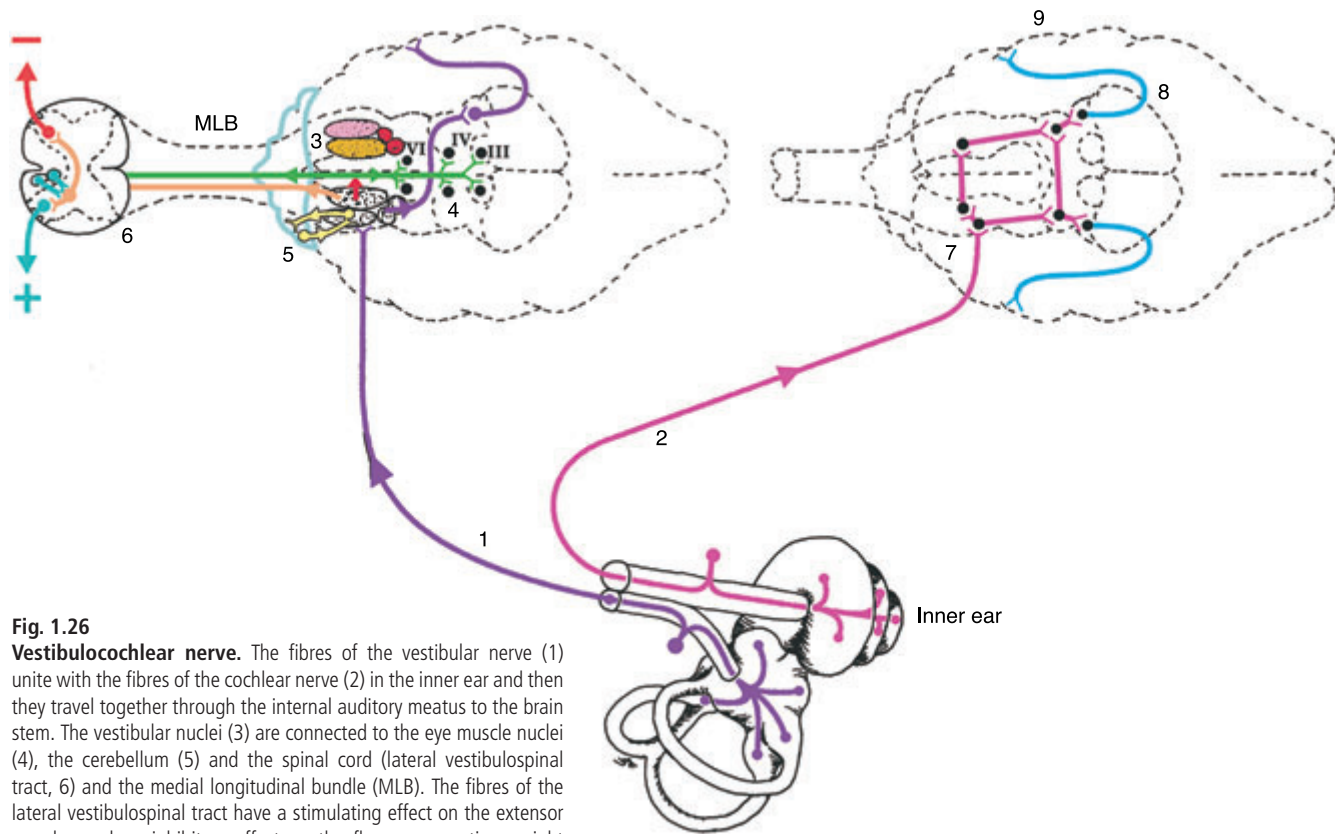 9
8
MLB
3
VI
IV
III
4
6
5
7
2
1
Inner ear
Fig. 1.26
Vestibulocochlear nerve. The fibres of the vestibular nerve (1)
unite with the fibres of the cochlear nerve (2) in the inner ear and then
they travel together through the internal auditory meatus to the brain
stem. The vestibular nuclei (3) are connected to the eye muscle nuclei
(4), the cerebellum (5) and the spinal cord (lateral vestibulospinal
tract, 6) and the medial longitudinal bundle (MLB). The fibres of the
lateral vestibulospinal tract have a stimulating effect on the extensor